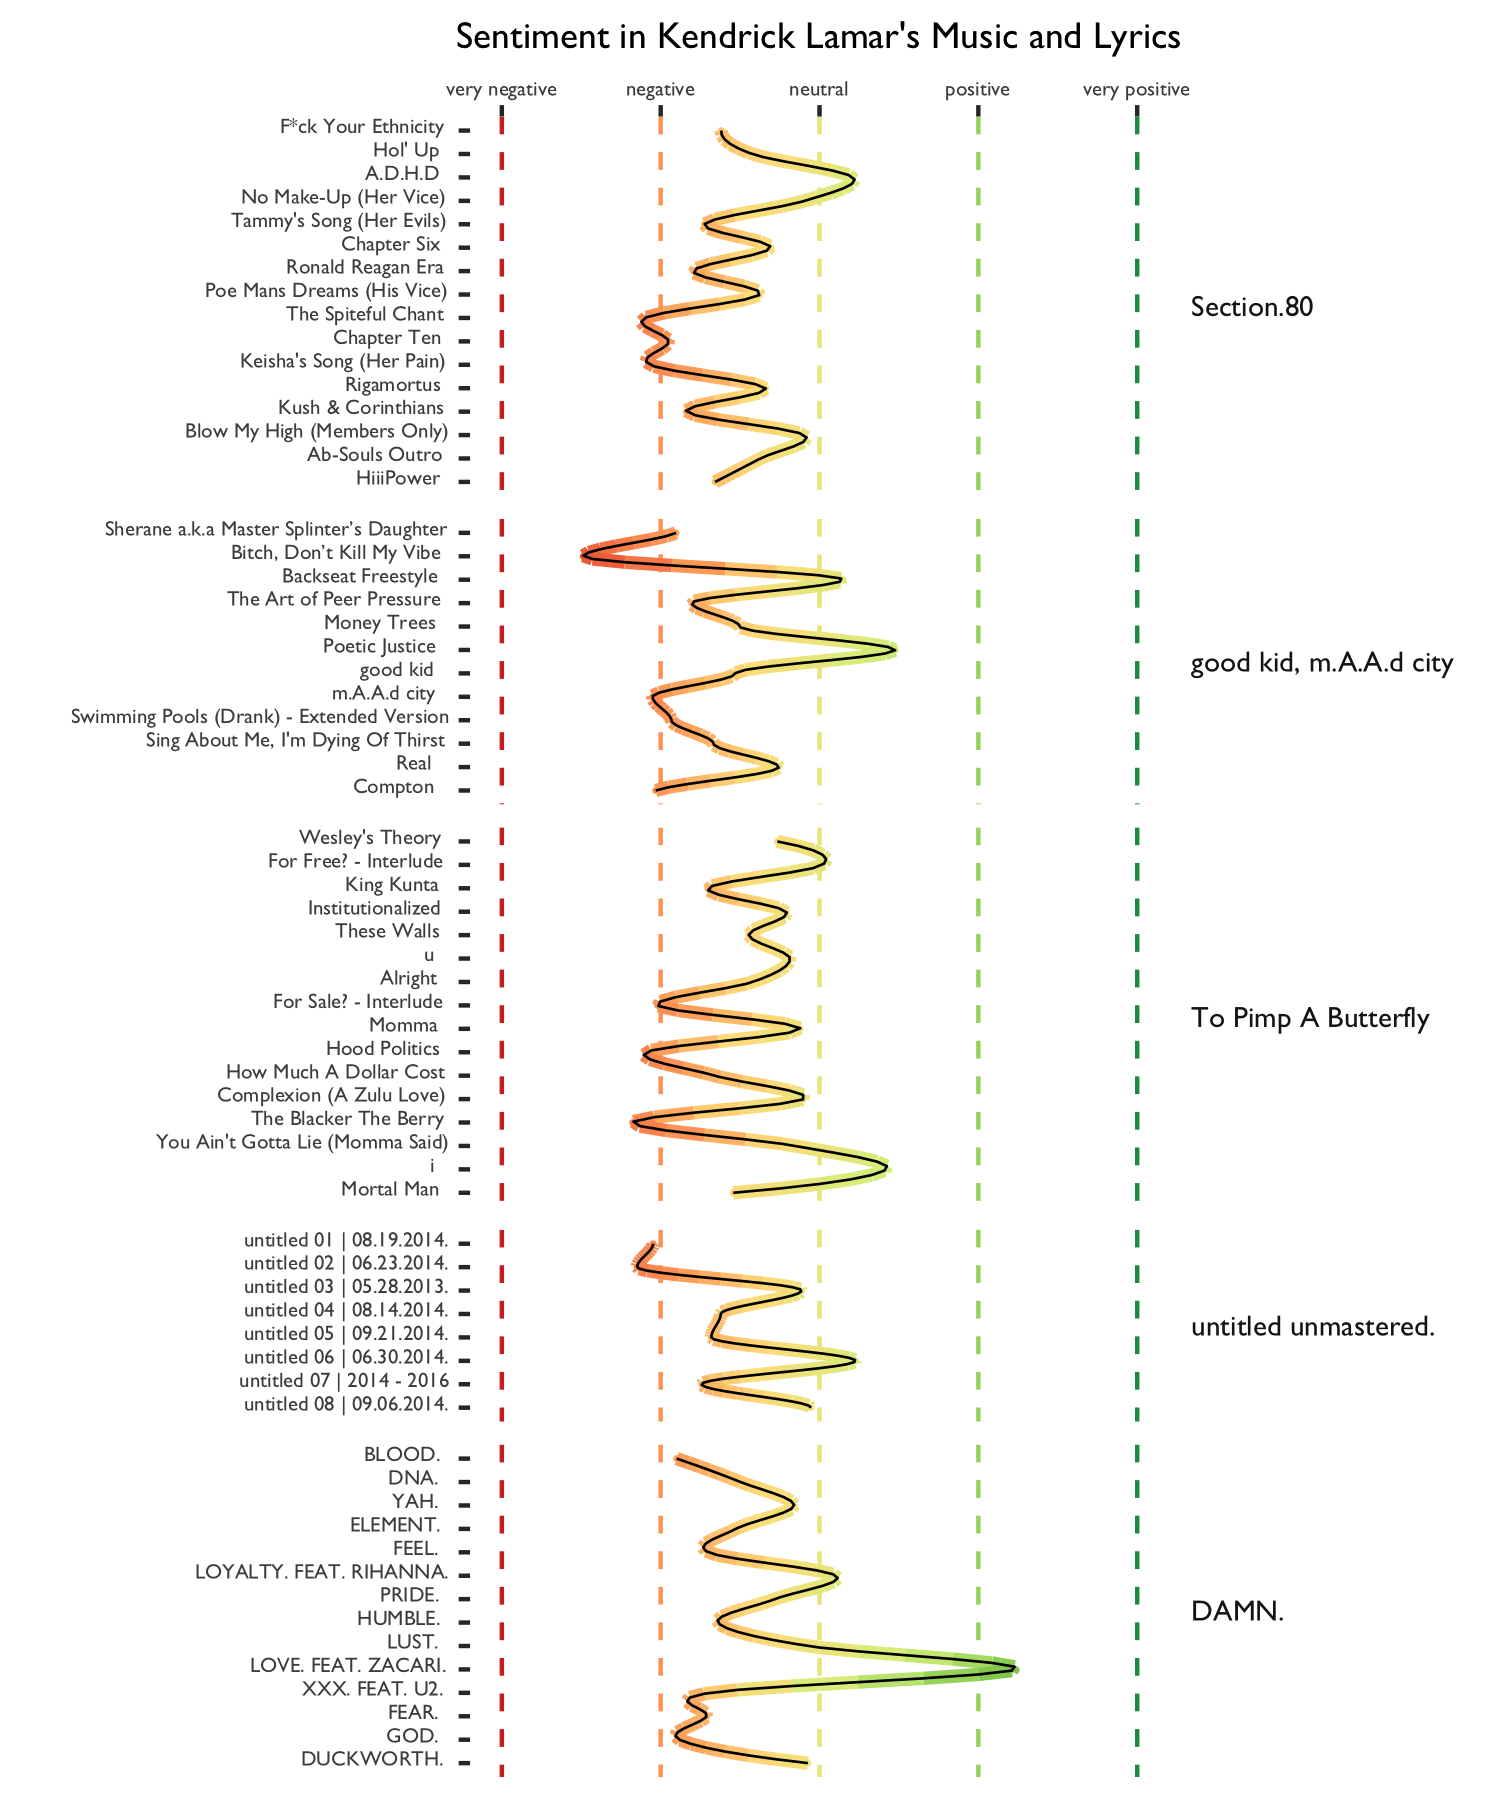 Sentiment in Kendrick Lamar's Music and Lyrics
very negative negative neutral positive very positive
F*ck Your Ethnicity
Hol' Up
A.D.H.D
No Make-Up (Her Vice)
Tammy's Song (Her Evils)
Chapter Six
Ronald Reagan Era
Poe Mans Dreams (His Vice)
Section.80
The Spiteful Chant
Chapter Ten
Keisha's Song (Her Pain)
Rigamortus
Kush & Corinthians
Blow My High (Members Only)
Ab-Souls Outro
HiiiPower
Sherane a.k.a Master Splinter’s Daughter
Bitch, Don’t Kill My Vibe
Backseat Freestyle
The Art of Peer Pressure
Money Trees
Poetic Justice
good kid, m.A.A.d city
good kid
m.A.A.d city
Swimming Pools (Drank) - Extended Version
Sing About Me, I'm Dying Of Thirst
Real
Compton
Wesley's Theory
For Free? - Interlude
King Kunta
Institutionalized
These Walls
u
Alright
For Sale? - Interlude
To Pimp A Butterfly
Momma
Hood Politics
How Much A Dollar Cost
Complexion (A Zulu Love)
The Blacker The Berry
You Ain't Gotta Lie (Momma Said)
i
Mortal Man
untitled 01 | 08.19.2014.
untitled 02 | 06.23.2014.
untitled 03 | 05.28.2013.
untitled 04 | 08.14.2014.
untitled unmastered.
untitled 05 | 09.21.2014.
untitled 06 | 06.30.2014.
untitled 07 | 2014 - 2016
untitled 08 | 09.06.2014.
BLOOD.
DNA.
YAH.
ELEMENT.
FEEL.
LOYALTY. FEAT. RIHANNA.
PRIDE.
DAMN.
HUMBLE.
LUST.
LOVE. FEAT. ZACARI.
XXX. FEAT. U2.
FEAR.
GOD.
DUCKWORTH.